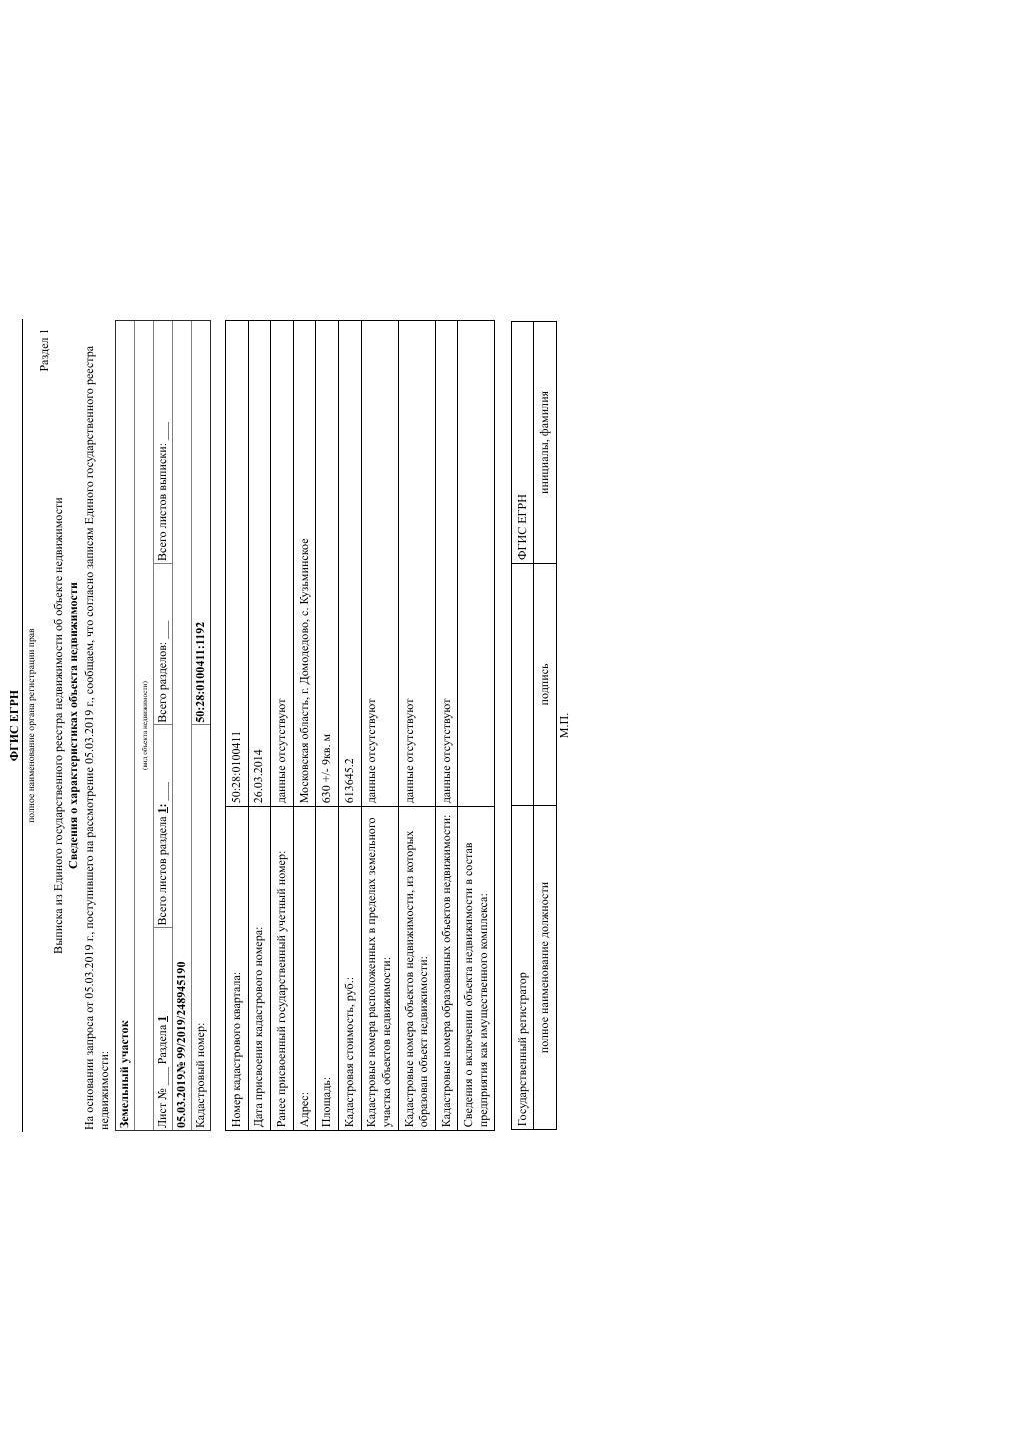 ФГИС ЕГРН
полное наименование органа регистрации прав
Раздел 1
Выписка из Единого государственного реестра недвижимости об объекте недвижимости
Сведения о характеристиках объекта недвижимости
На основании запроса от 05.03.2019 г., поступившего на рассмотрение 05.03.2019 г., сообщаем, что согласно записям Единого государственного реестра
недвижимости:
Земельный участок
(вид объекта недвижимости)
Лист № ___ Раздела 1 Всего листов раздела 1: ___ Всего разделов: ___ Всего листов выписки: ___
05.03.2019№ 99/2019/248945190
Кадастровый номер: 50:28:0100411:1192
Номер кадастрового квартала: 50:28:0100411
Дата присвоения кадастрового номера: 26.03.2014
Ранее присвоенный государственный учетный номер: данные отсутствуют
Адрес: Московская область, г. Домодедово, с. Кузьминское
Площадь: 630 +/- 9кв. м
Кадастровая стоимость, руб.: 613645.2
Кадастровые номера расположенных в пределах земельного данные отсутствуют
участка объектов недвижимости:
Кадастровые номера объектов недвижимости, из которых данные отсутствуют
образован объект недвижимости:
Кадастровые номера образованных объектов недвижимости: данные отсутствуют
Сведения о включении объекта недвижимости в состав
предприятия как имущественного комплекса:
Государственный регистратор ФГИС ЕГРН
полное наименование должности подпись инициалы, фамилия
М.П.